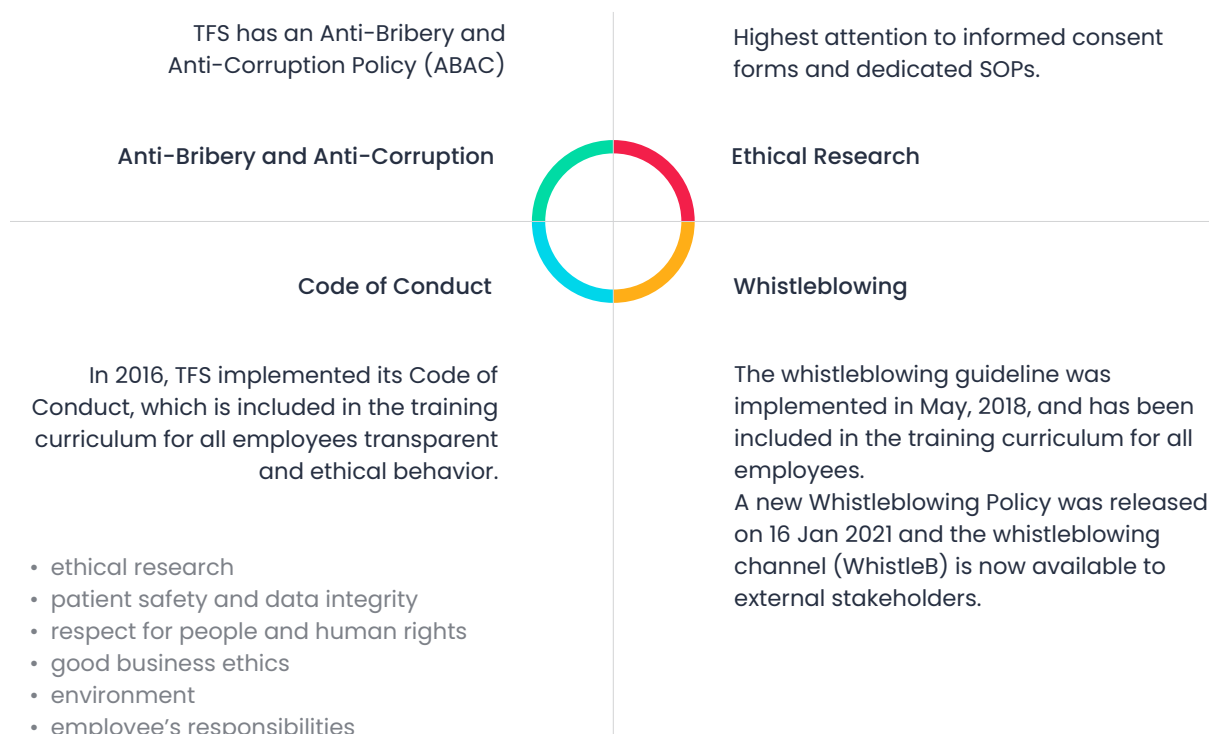 TFS has an Anti-Bribery and
Anti-Corruption Policy (ABAC)
Anti-Bribery and Anti-Corruption
Highest attention to informed consent
forms and dedicated SOPs.
Ethical Research
Code of Conduct
In 2016, TFS implemented its Code of
Conduct, which is included in the training
curriculum for all employees transparent
and ethical behavior.
• ethical research
• patient safety and data integrity
• respect for people and human rights
• good business ethics
• environment
• employee's responsibilities
Whistleblowing
The whistleblowing guideline was
implemented in May, 2018, and has been
included in the training curriculum for all
employees.
A new Whistleblowing Policy was released
on 16 Jan 2021 and the whistleblowing
channel (WhistleB) is now available to
external stakeholders.